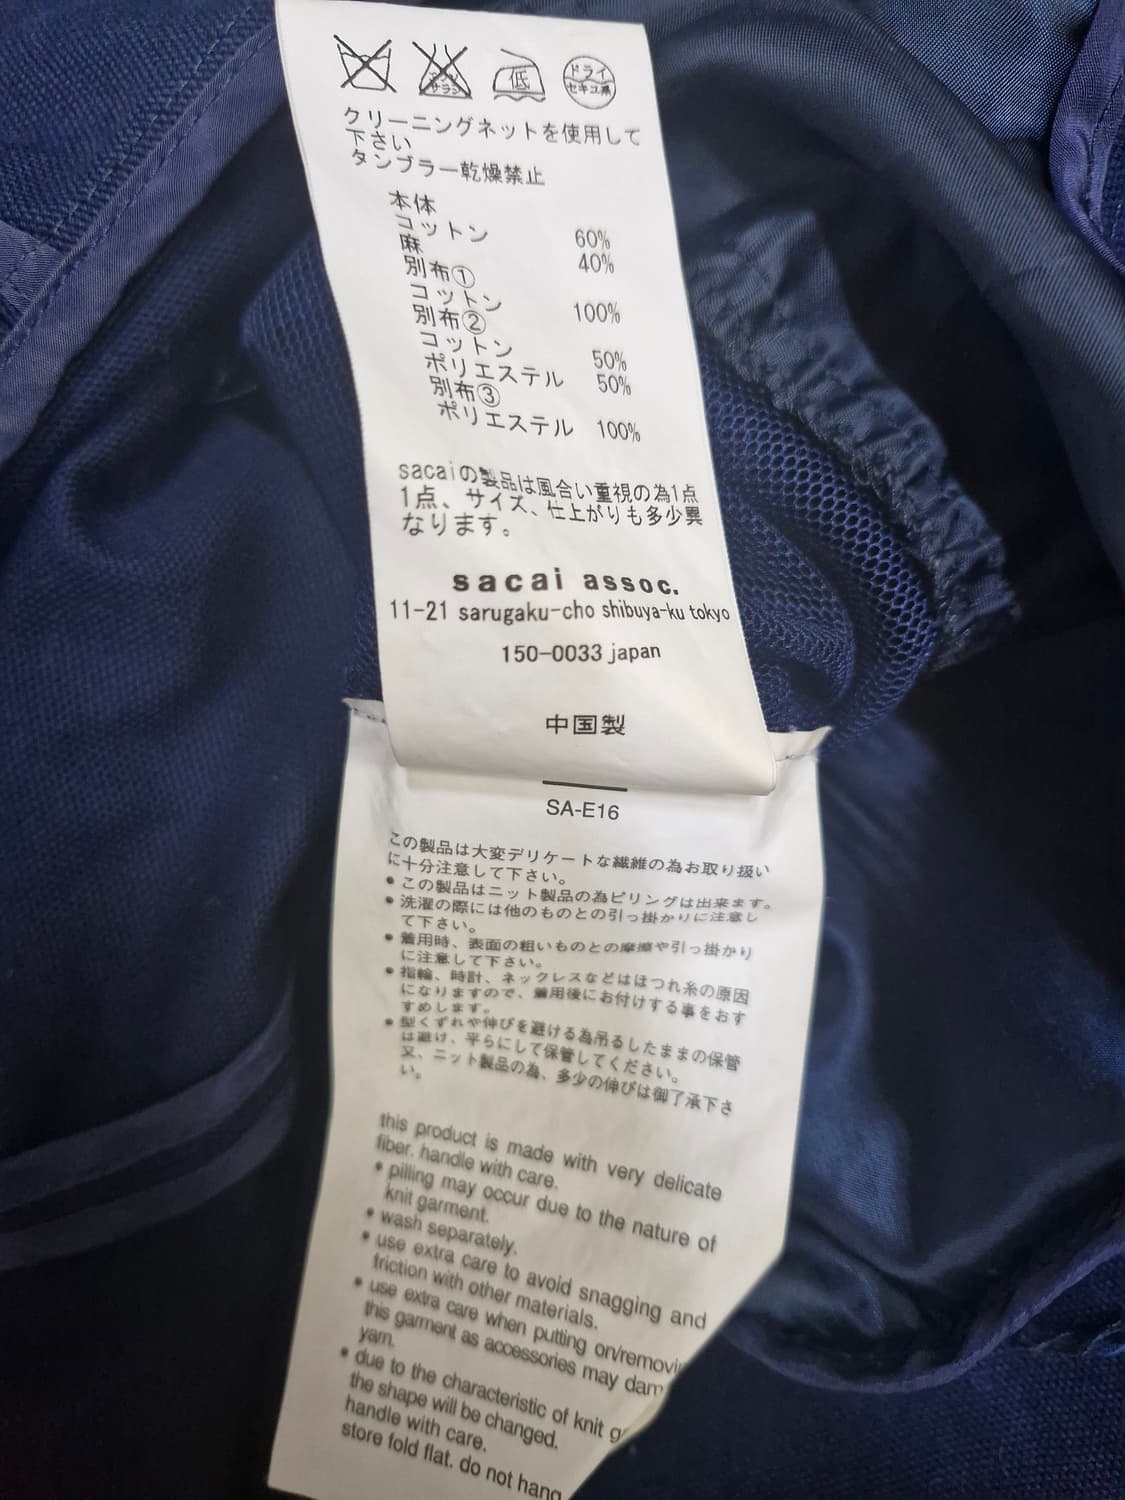 エンソ
サラシ
低
ドライ
セキユ系
クリーニングネットを使用して
下さい
タンブラー乾燥禁止
本体
コットン 60%
麻 40%
別布①
コットン 100%
別布②
コットン 50%
ポリエステル 50%
別布③
ポリエステル 100%
sacaiの製品は風合い重視の為1点
1点、サイズ、仕上がりも多少異
なります。
sacai assoc.
11-21 sarugaku-cho shibuya-ku tokyo
150-0033 japan
中国製
SA-E16
この製品は大変デリケートな繊維の為お取り扱い
に十分注意して下さい。
• この製品はニット製品の為ピリングは出来ます。
• 洗濯の際には他のものとの引っ掛かりに注意し
て下さい。
• 着用時、表面の粗いものとの摩擦や引っ掛かり
に注意して下さい。
• 指輪、時計、ネックレスなどはほつれ糸の原因
になりますので、着用後にお付けする事をおす
すめします。
• 型くずれや伸びを避ける為吊るしたままの保管
は避け、平らにして保管してください。
又、ニット製品の為、多少の伸びは御了承下さ
い。
this product is made with very delicate
fiber. handle with care.
• pilling may occur due to the nature of
knit garment.
• wash separately.
• use extra care to avoid snagging and
friction with other materials.
• use extra care when putting on/removi
this garment as accessories may dam
yarn.
• due to the characteristic of knit g
the shape will be changed.
handle with care.
store fold flat. do not hang